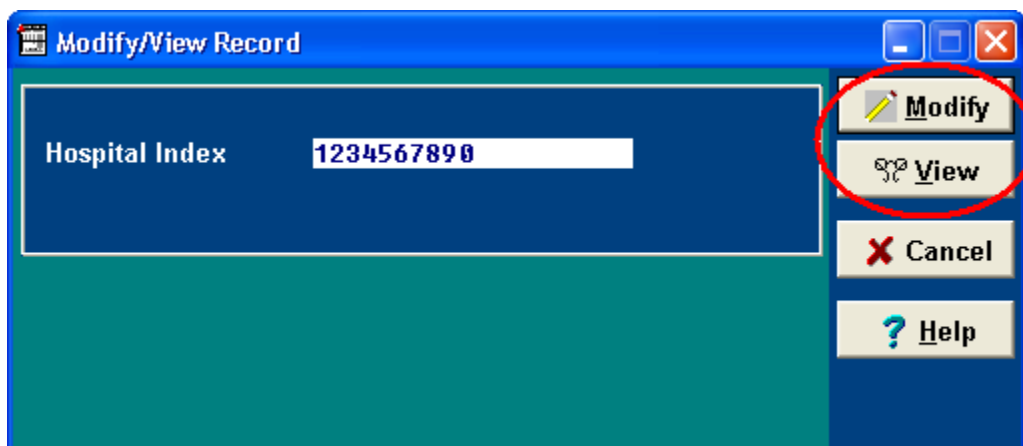 Modify/View Record
Hospital Index 1234567890
Modify
View
Cancel
? Help